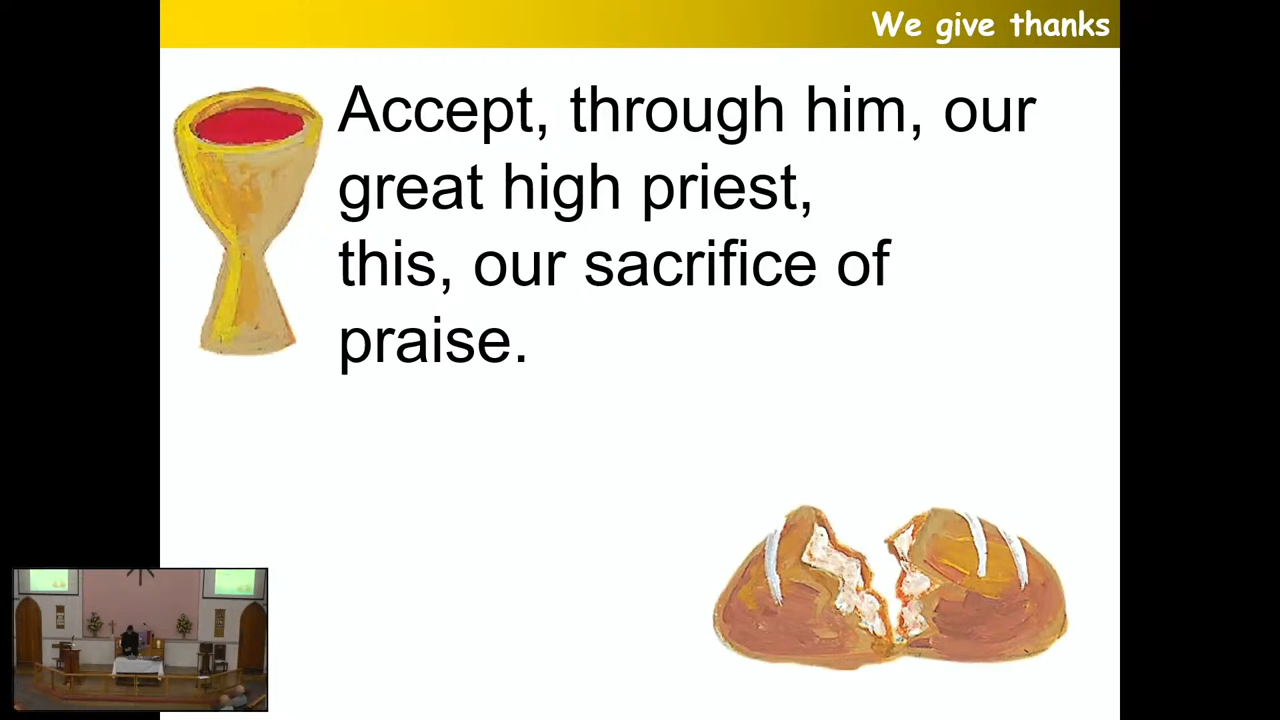 We give thanks
Accept, through him, our
great high priest,
this, our sacrifice of
praise.